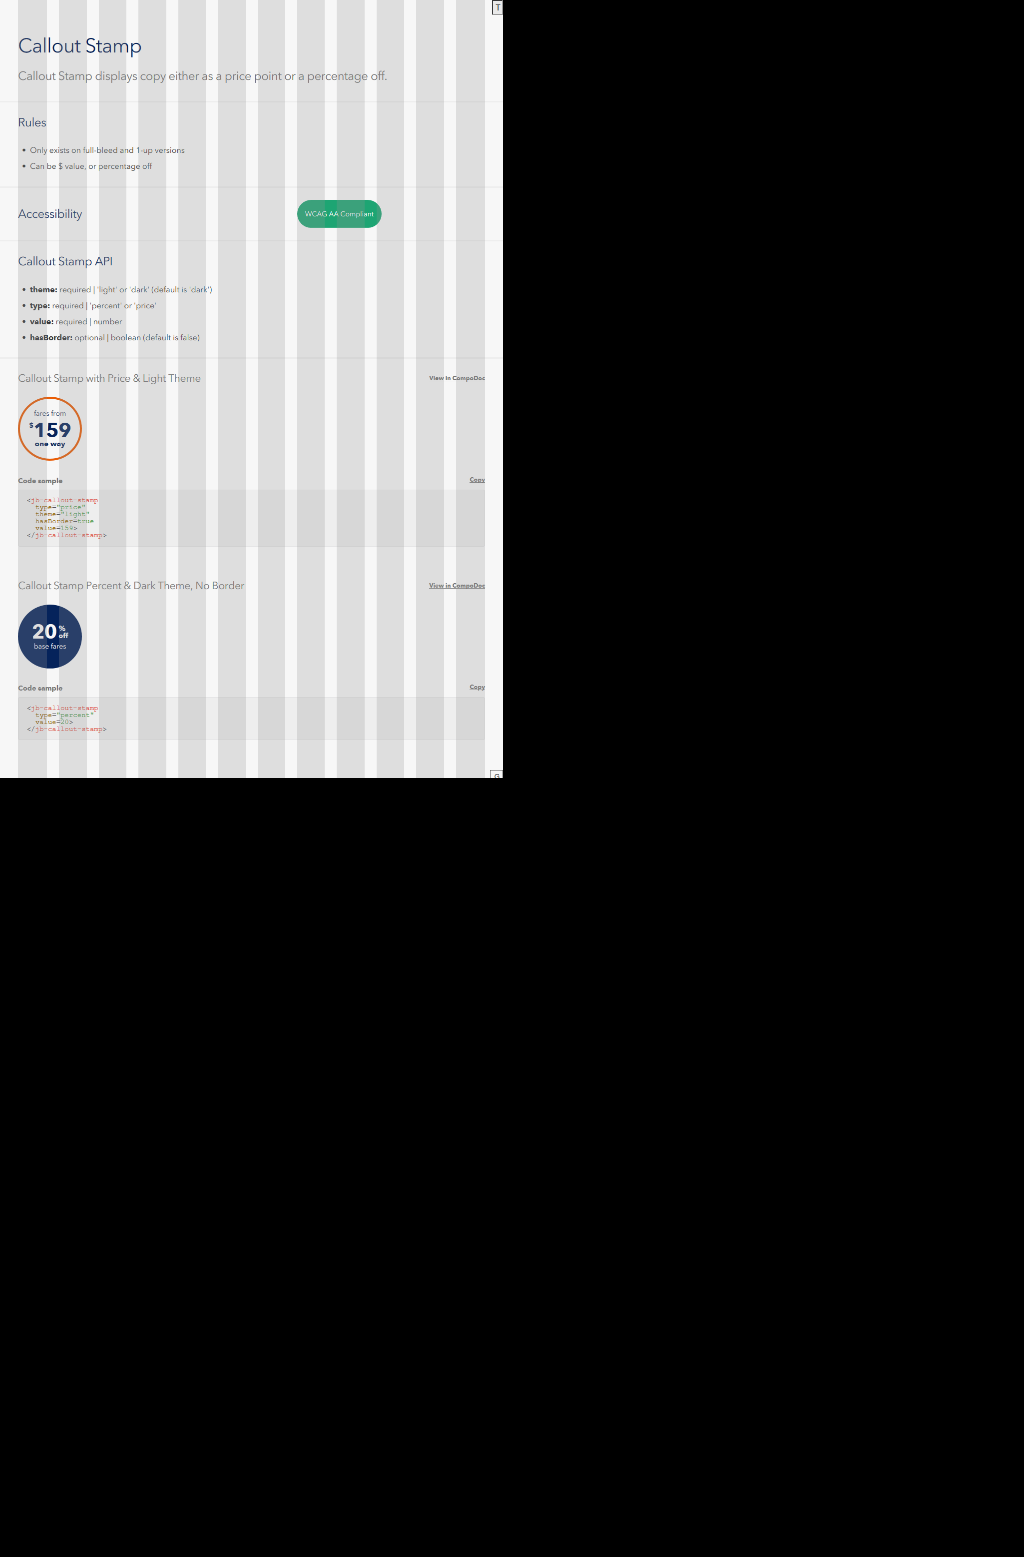 T
Callout Stamp
Callout Stamp displays copy either as a price point or a percentage off.
Rules
• Only exists on full-bleed and 1-up versions
• Can be $ value, or percentage off
Accessibility
WCAG AA Compliant
Callout Stamp API
• theme: required | 'light' or 'dark' (default is 'dark')
• type: required | 'percent' or 'price'
• value: required | number
• hasBorder: optional | boolean (default is false)
Callout Stamp with Price & Light Theme
View in CompoDoc
fares from
$159
one way
Code sample
Copy
<jb-callout-stamp
type="price"
theme="light"
hasBorder=true
value=159>
</jb-callout-stamp>
Callout Stamp Percent & Dark Theme, No Border
View in CompoDoc
20% off
base fares
Code sample
Copy
<jb-callout-stamp
type="percent"
value=20>
</jb-callout-stamp>
G